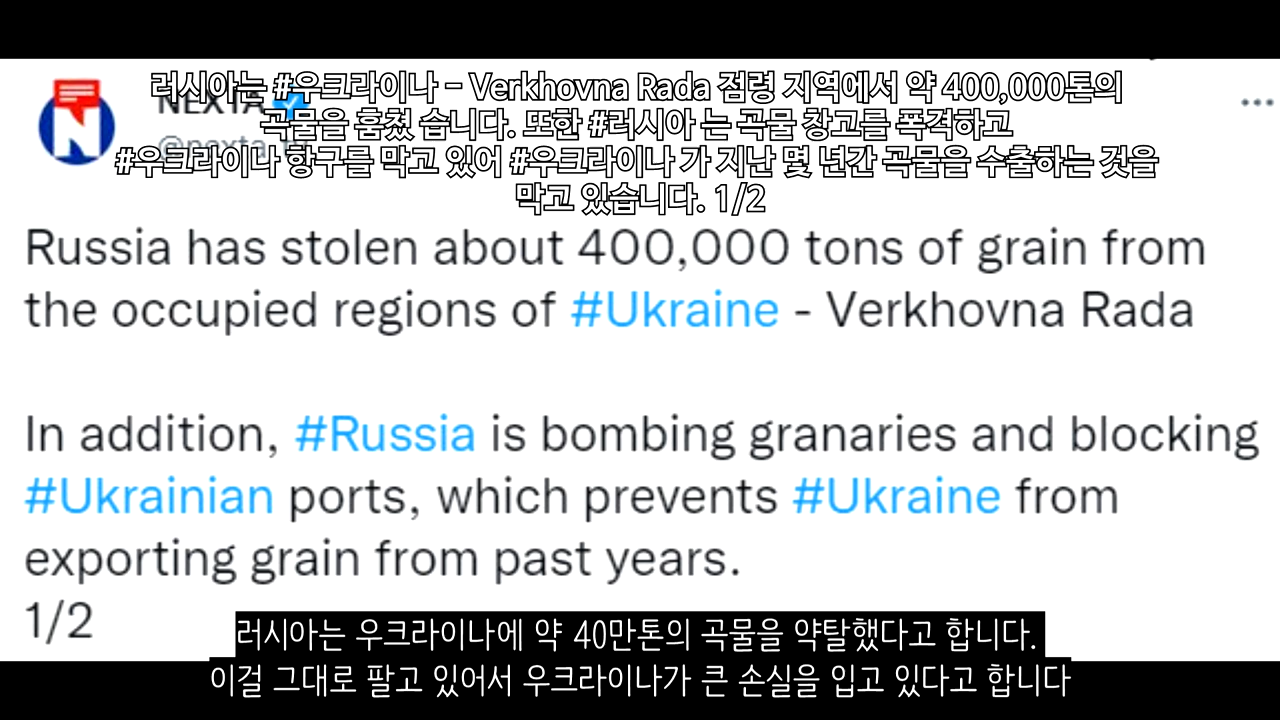 NEXTA
@nexta_tv
러시아는 #우크라이나 - Verkhovna Rada 점령 지역에서 약 400,000톤의
곡물을 훔쳤 습니다. 또한 #러시아 는 곡물 창고를 폭격하고
#우크라이나 항구를 막고 있어 #우크라이나 가 지난 몇 년간 곡물을 수출하는 것을
막고 있습니다. 1/2
Russia has stolen about 400,000 tons of grain from
the occupied regions of #Ukraine - Verkhovna Rada
In addition, #Russia is bombing granaries and blocking
#Ukrainian ports, which prevents #Ukraine from
exporting grain from past years.
1/2
러시아는 우크라이나에 약 40만톤의 곡물을 약탈했다고 합니다.
이걸 그대로 팔고 있어서 우크라이나가 큰 손실을 입고 있다고 합니다